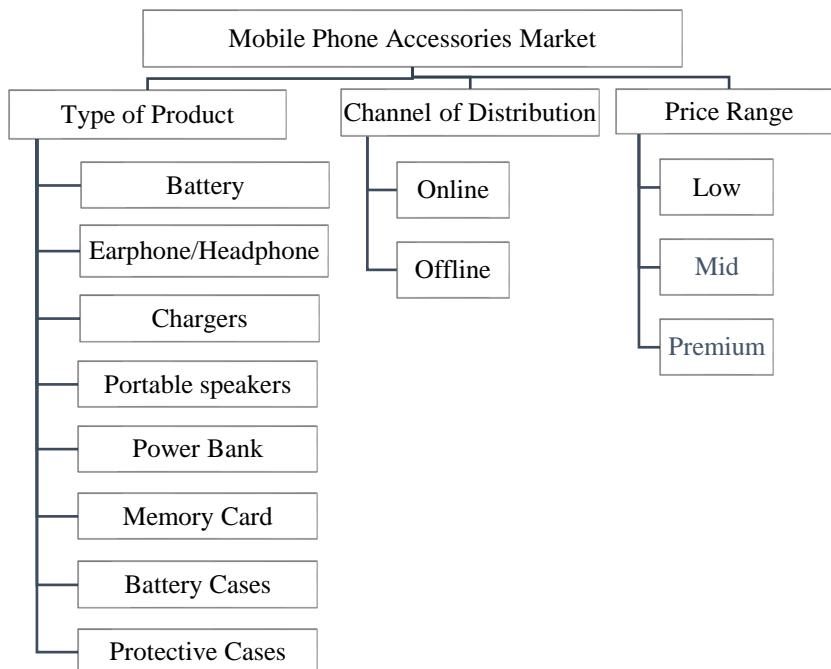 Mobile Phone Accessories Market
Type of Product
Battery
Earphone/Headphone
Chargers
Portable speakers
Power Bank
Memory Card
Battery Cases
Protective Cases
Channel of Distribution
Online
Offline
Price Range
Low
Mid
Premium